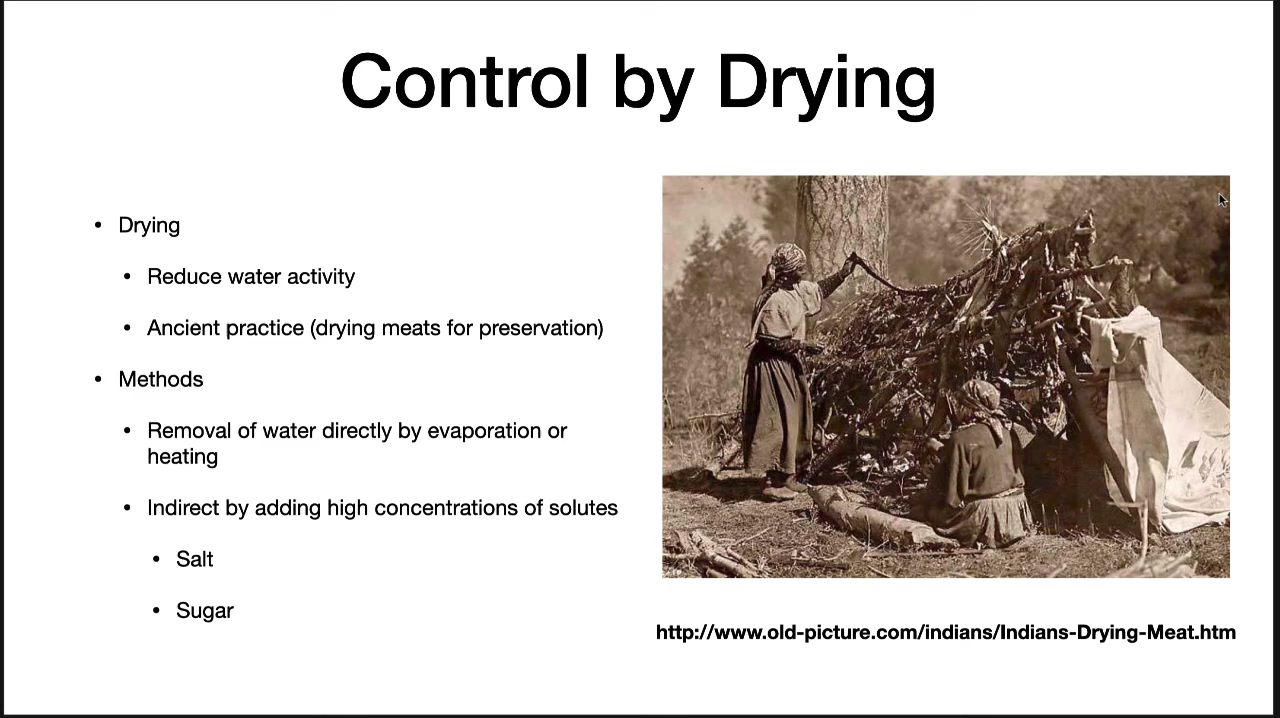 Control by Drying
• Drying
• Reduce water activity
• Ancient practice (drying meats for preservation)
• Methods
• Removal of water directly by evaporation or
heating
• Indirect by adding high concentrations of solutes
• Salt
• Sugar
http://www.old-picture.com/indians/Indians-Drying-Meat.htm